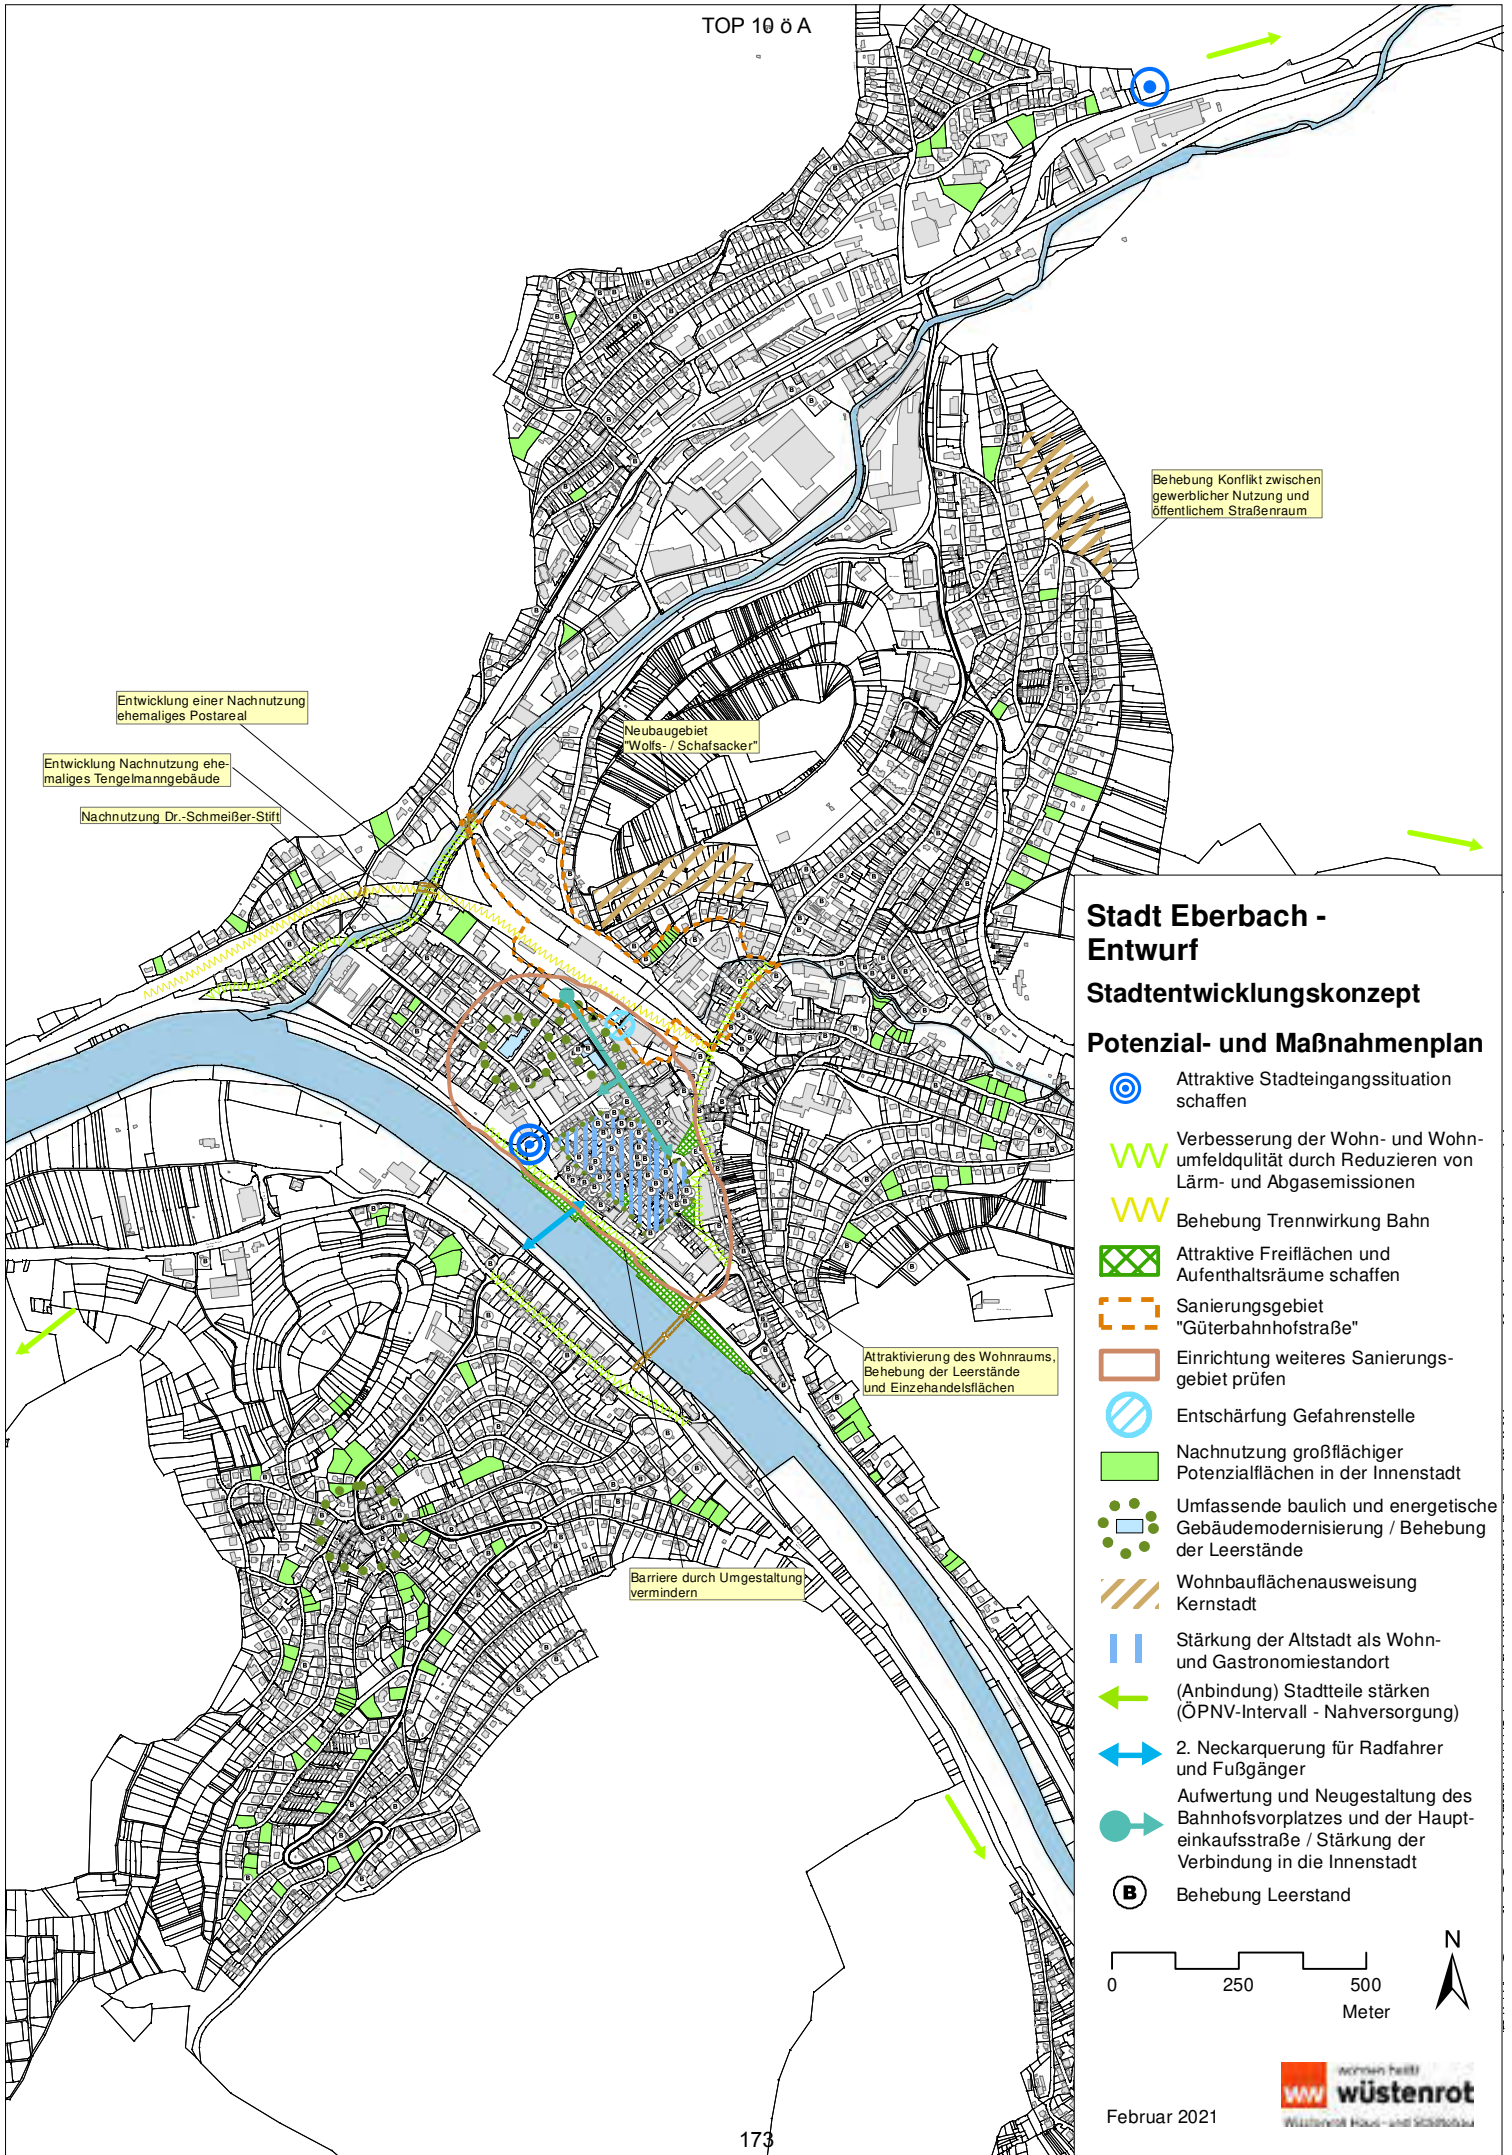 TOP 10 ö A
Behebung Konflikt zwischen
gewerblicher Nutzung und
öffentlichem Straßenraum
Entwicklung einer Nachnutzung
ehemaliges Postareal
Neubaugebiet
"Wolfs- / Schafsacker"
Entwicklung Nachnutzung ehe-
maliges Tengelmanngebäude
Nachnutzung Dr.-Schmeißer-Stift
Attraktivierung des Wohnraums,
Behebung der Leerstände
und Einzehandelsflächen
Barriere durch Umgestaltung
vermindern
Stadt Eberbach -
Entwurf
Stadtentwicklungskonzept
Potenzial- und Maßnahmenplan
Attraktive Stadteingangssituation
schaffen
Verbesserung der Wohn- und Wohn-
umfeldqulität durch Reduzieren von
Lärm- und Abgasemissionen
Behebung Trennwirkung Bahn
Attraktive Freiflächen und
Aufenthaltsräume schaffen
Sanierungsgebiet
"Güterbahnhofstraße"
Einrichtung weiteres Sanierungs-
gebiet prüfen
Entschärfung Gefahrenstelle
Nachnutzung großflächiger
Potenzialflächen in der Innenstadt
Umfassende baulich und energetische
Gebäudemodernisierung / Behebung
der Leerstände
Wohnbauflächenausweisung
Kernstadt
Stärkung der Altstadt als Wohn-
und Gastronomiestandort
(Anbindung) Stadtteile stärken
(ÖPNV-Intervall - Nahversorgung)
2. Neckarquerung für Radfahrer
und Fußgänger
Aufwertung und Neugestaltung des
Bahnhofsvorplatzes und der Haupt-
einkaufsstraße / Stärkung der
Verbindung in die Innenstadt
B Behebung Leerstand
N
0 250 500
Meter
wohnen heißt
ww wüstenrot
Wüstenrot Haus- und Städtebau
Februar 2021
173